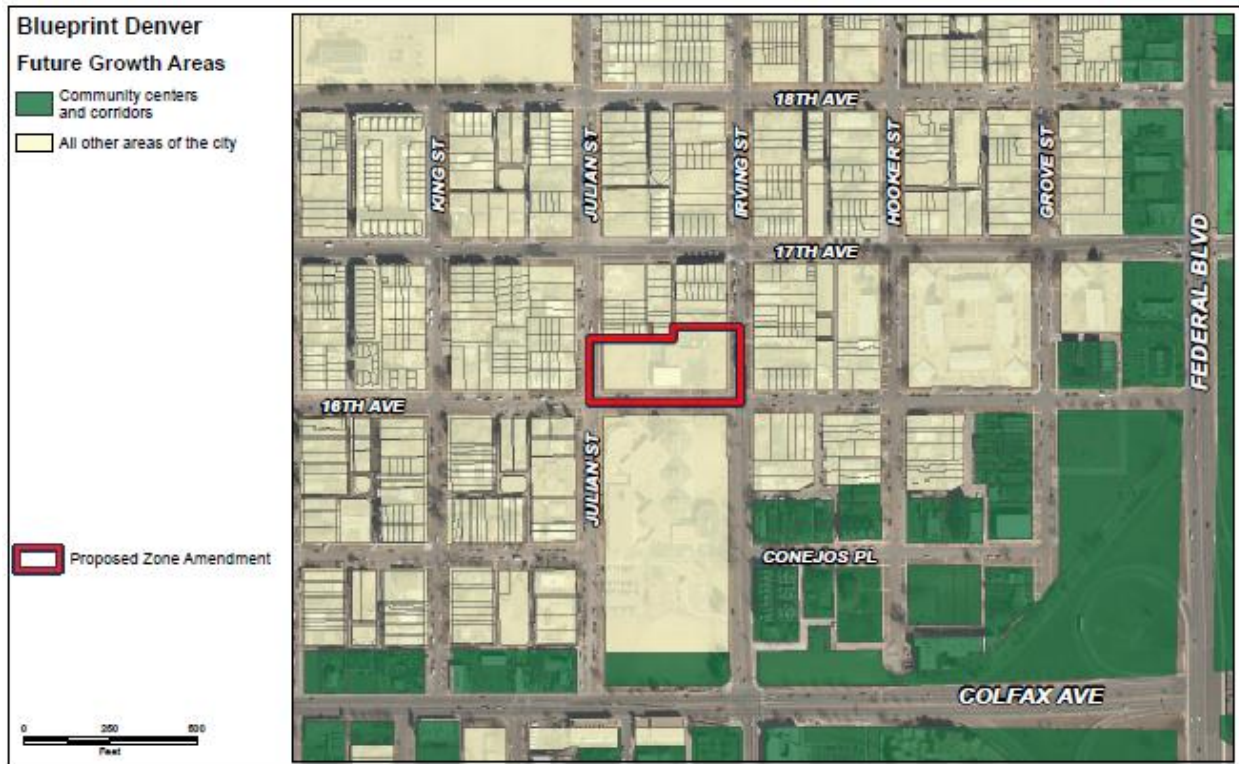 Blueprint Denver
Future Growth Areas
Community centers
and corridors
All other areas of the city
Proposed Zone Amendment
0 250 500
Feet
18TH AVE
KING ST
JULIAN ST
IRVING ST
HOOKER ST
GROVE ST
FEDERAL BLVD
17TH AVE
16TH AVE
JULIAN ST
CONEJOS PL
COLFAX AVE